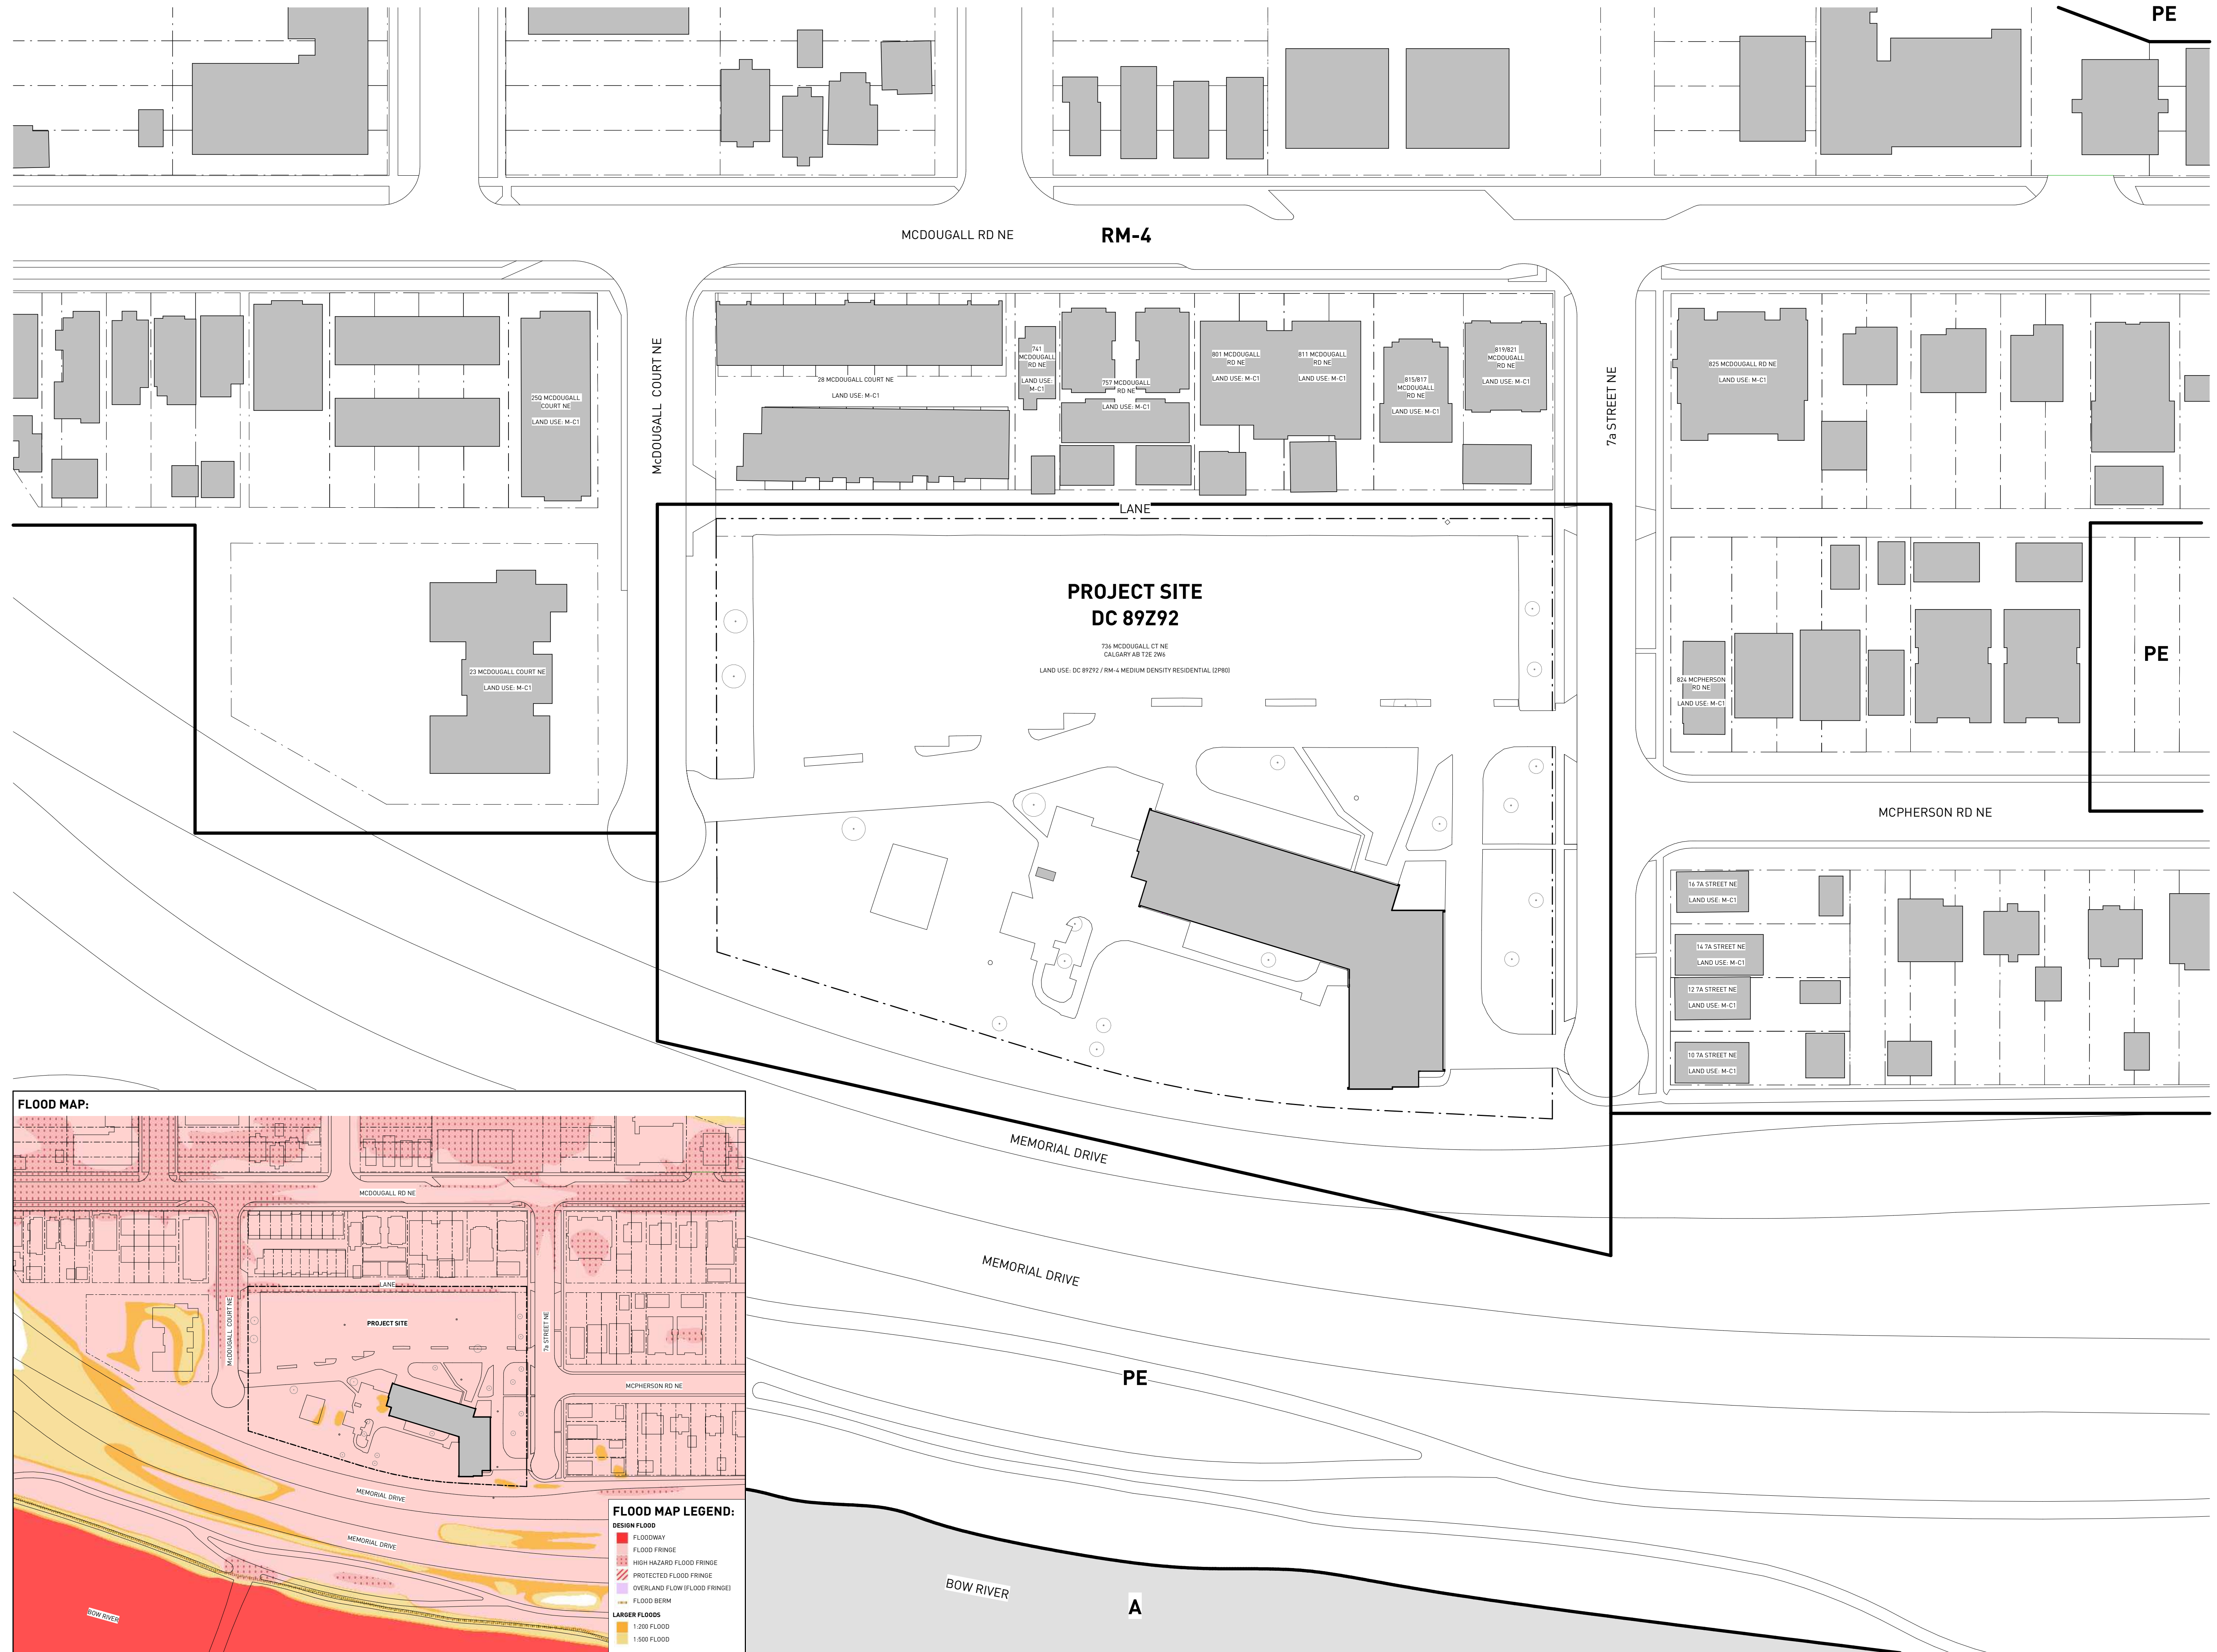 PE
MCDOUGALL RD NE
RM-4
McDOUGALL COURT NE
7a STREET NE
25Q MCDOUGALL
COURT NE
LAND USE: M-C1
28 MCDOUGALL COURT NE
LAND USE: M-C1
741
MCDOUGALL
RD NE
LAND USE:
M-C1
757 MCDOUGALL
RD NE
LAND USE: M-C1
801 MCDOUGALL
RD NE
LAND USE: M-C1
811 MCDOUGALL
RD NE
LAND USE: M-C1
815/817
MCDOUGALL
RD NE
LAND USE: M-C1
819/821
MCDOUGALL
RD NE
LAND USE: M-C1
825 MCDOUGALL RD NE
LAND USE: M-C1
LANE
PROJECT SITE
DC 89Z92
736 MCDOUGALL CT NE
CALGARY AB T2E 2W6
LAND USE: DC 89Z92 / RM-4 MEDIUM DENSITY RESIDENTIAL (2P80)
23 MCDOUGALL COURT NE
LAND USE: M-C1
824 MCPHERSON
RD NE
LAND USE: M-C1
PE
MCPHERSON RD NE
16 7A STREET NE
LAND USE: M-C1
14 7A STREET NE
LAND USE: M-C1
12 7A STREET NE
LAND USE: M-C1
10 7A STREET NE
LAND USE: M-C1
MEMORIAL DRIVE
MEMORIAL DRIVE
PE
BOW RIVER
A
FLOOD MAP:
MCDOUGALL RD NE
LANE
McDOUGALL COURT NE
PROJECT SITE
7a STREET NE
MCPHERSON RD NE
MEMORIAL DRIVE
MEMORIAL DRIVE
BOW RIVER
FLOOD MAP LEGEND:
DESIGN FLOOD
FLOODWAY
FLOOD FRINGE
HIGH HAZARD FLOOD FRINGE
PROTECTED FLOOD FRINGE
OVERLAND FLOW (FLOOD FRINGE)
FLOOD BERM
LARGER FLOODS
1:200 FLOOD
1:500 FLOOD